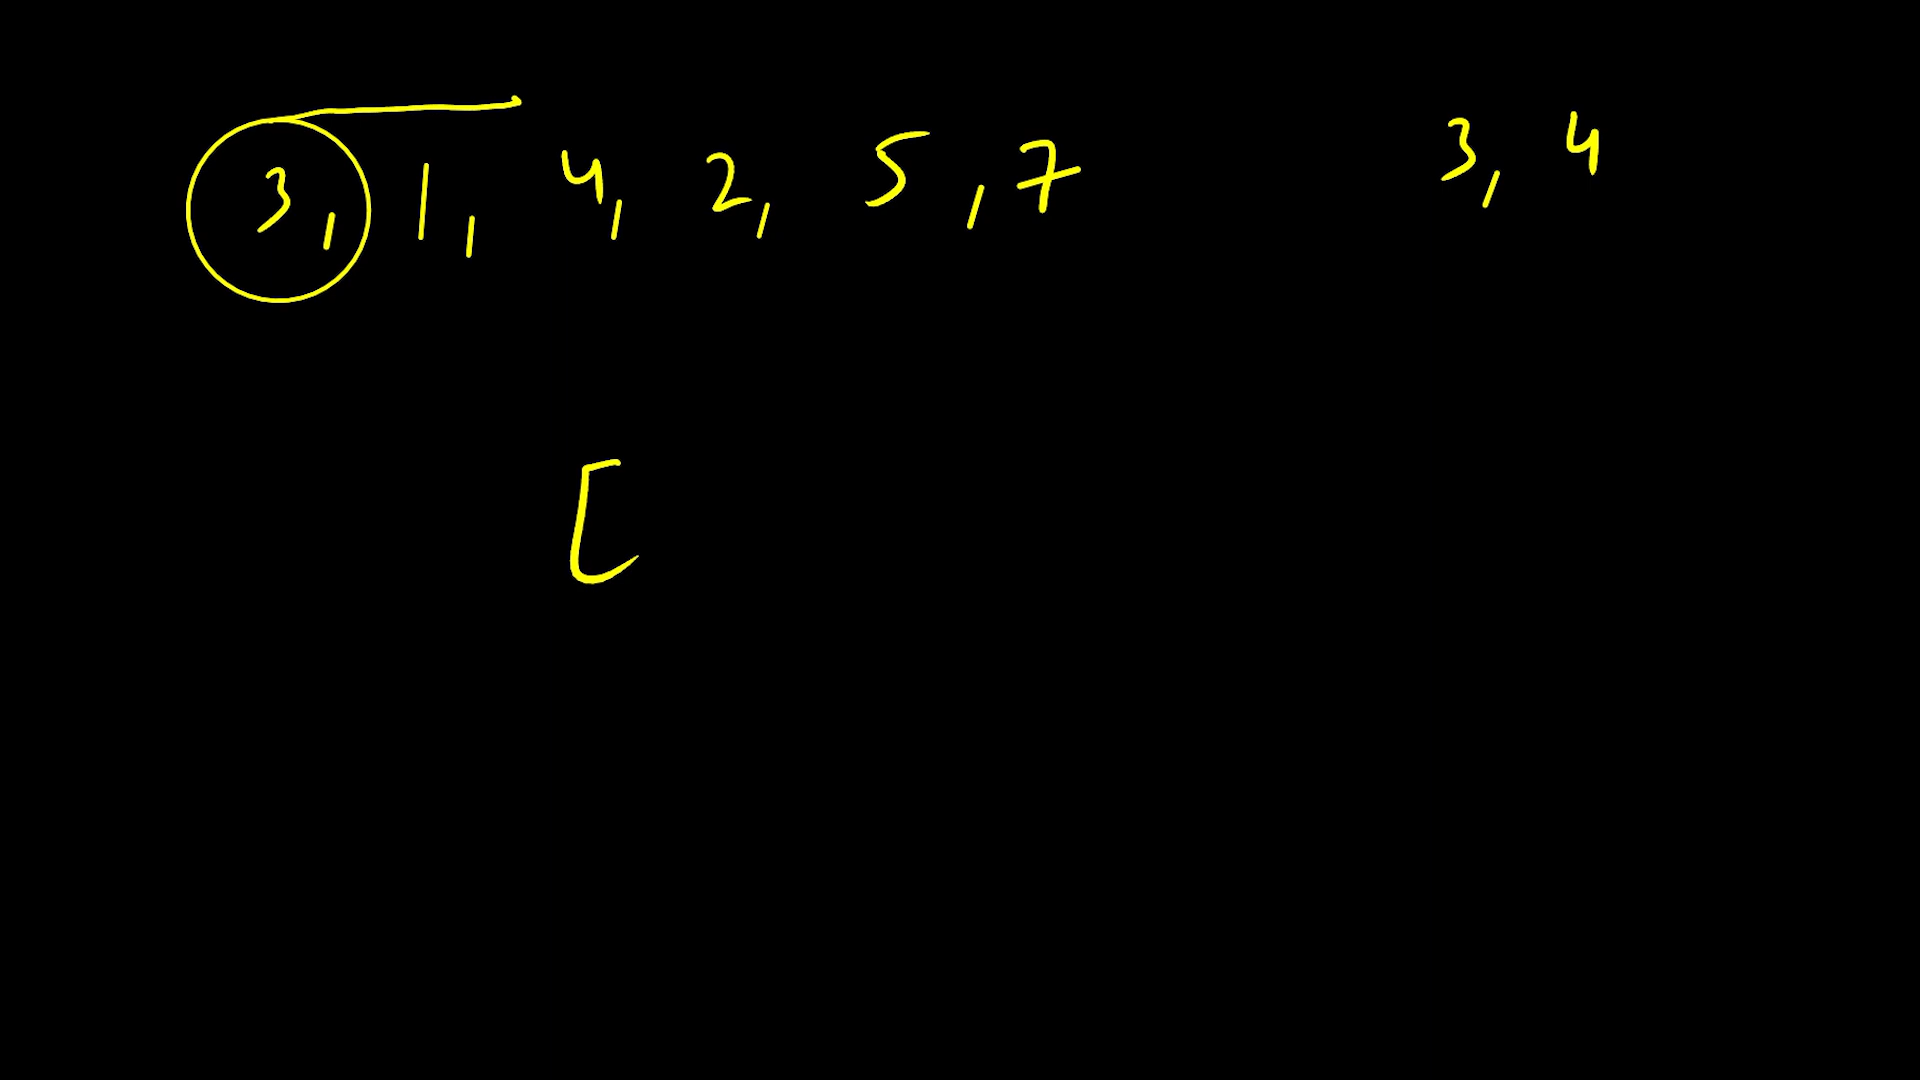 3, 1, 4, 2, 5, 7
3, 4
[